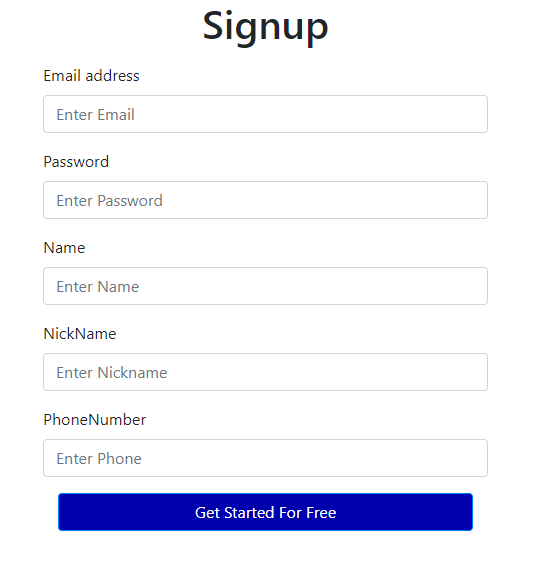 Signup
Email address
Enter Email
Password
Enter Password
Name
Enter Name
NickName
Enter Nickname
PhoneNumber
Enter Phone
Get Started For Free